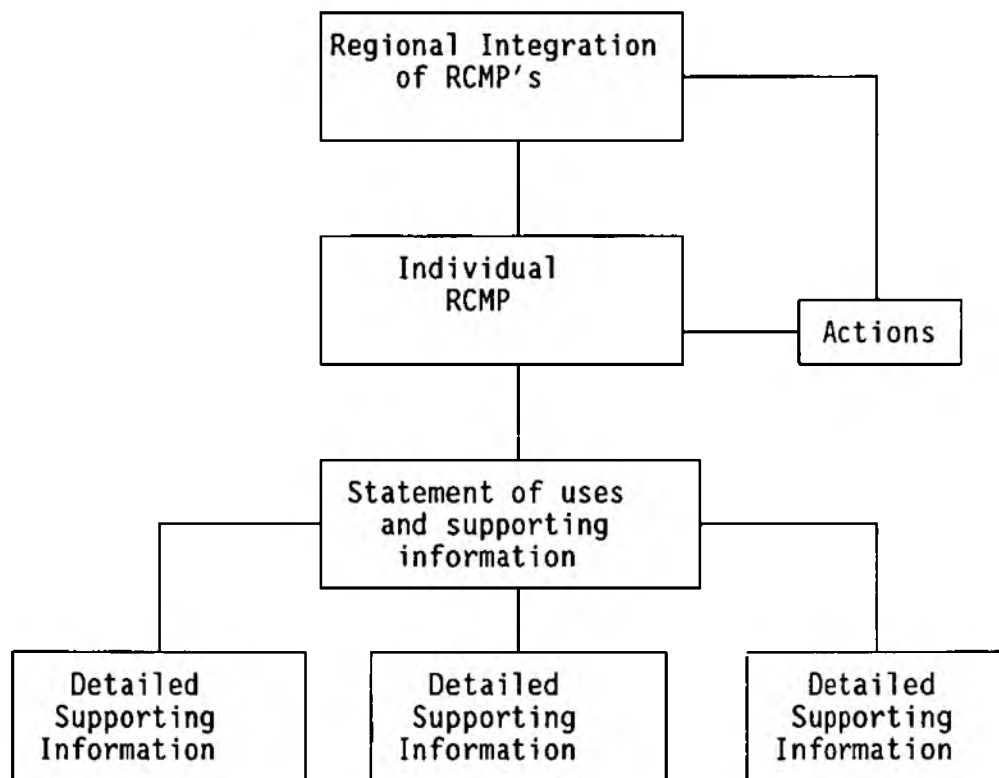 Regional Integration
of RCMP's
Individual
RCMP
Actions
Statement of uses
and supporting
information
Detailed
Supporting
Information
Detailed
Supporting
Information
Detailed
Supporting
Information